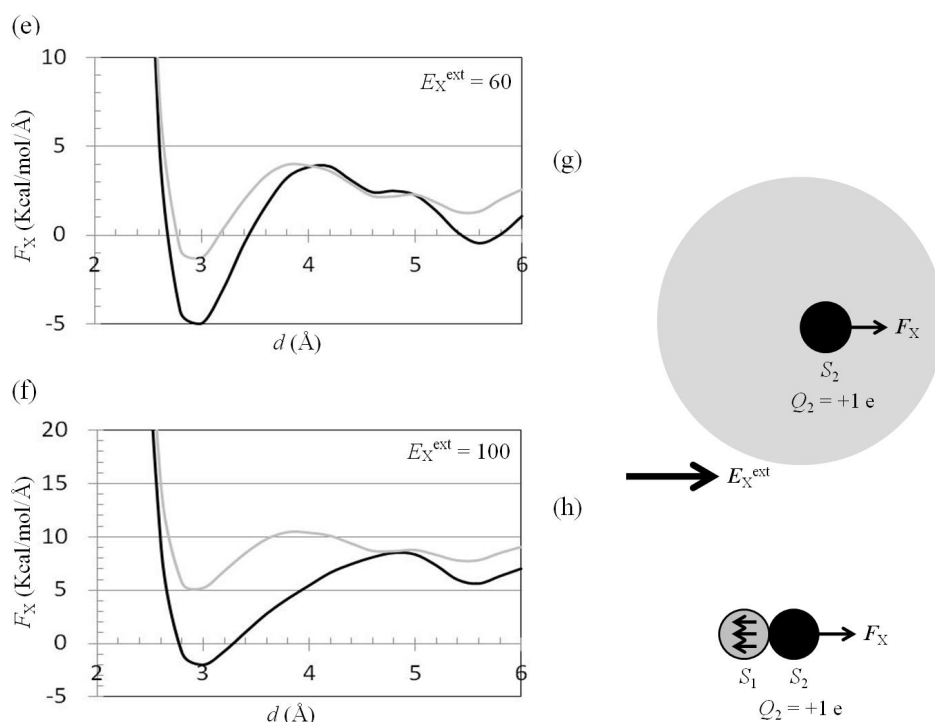 (e)
10
5
0
-5
F_X (Kcal/mol/Å)
E_X^ext = 60
2 3 4 5 6
d (Å)
(f)
20
15
10
5
0
-5
F_X (Kcal/mol/Å)
E_X^ext = 100
2 3 4 5 6
d (Å)
(g)
F_X
S_2
Q_2 = +1 e
E_X^ext
(h)
F_X
S_1 S_2
Q_2 = +1 e